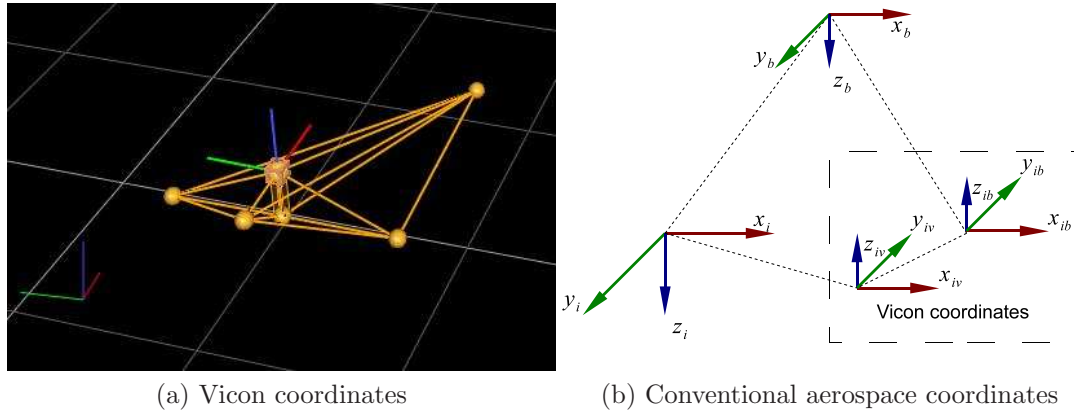 x_b
y_b
z_b
y_ib
z_ib
x_i
y_iv
x_ib
z_iv
x_iv
y_i
Vicon coordinates
z_i
(a) Vicon coordinates
(b) Conventional aerospace coordinates